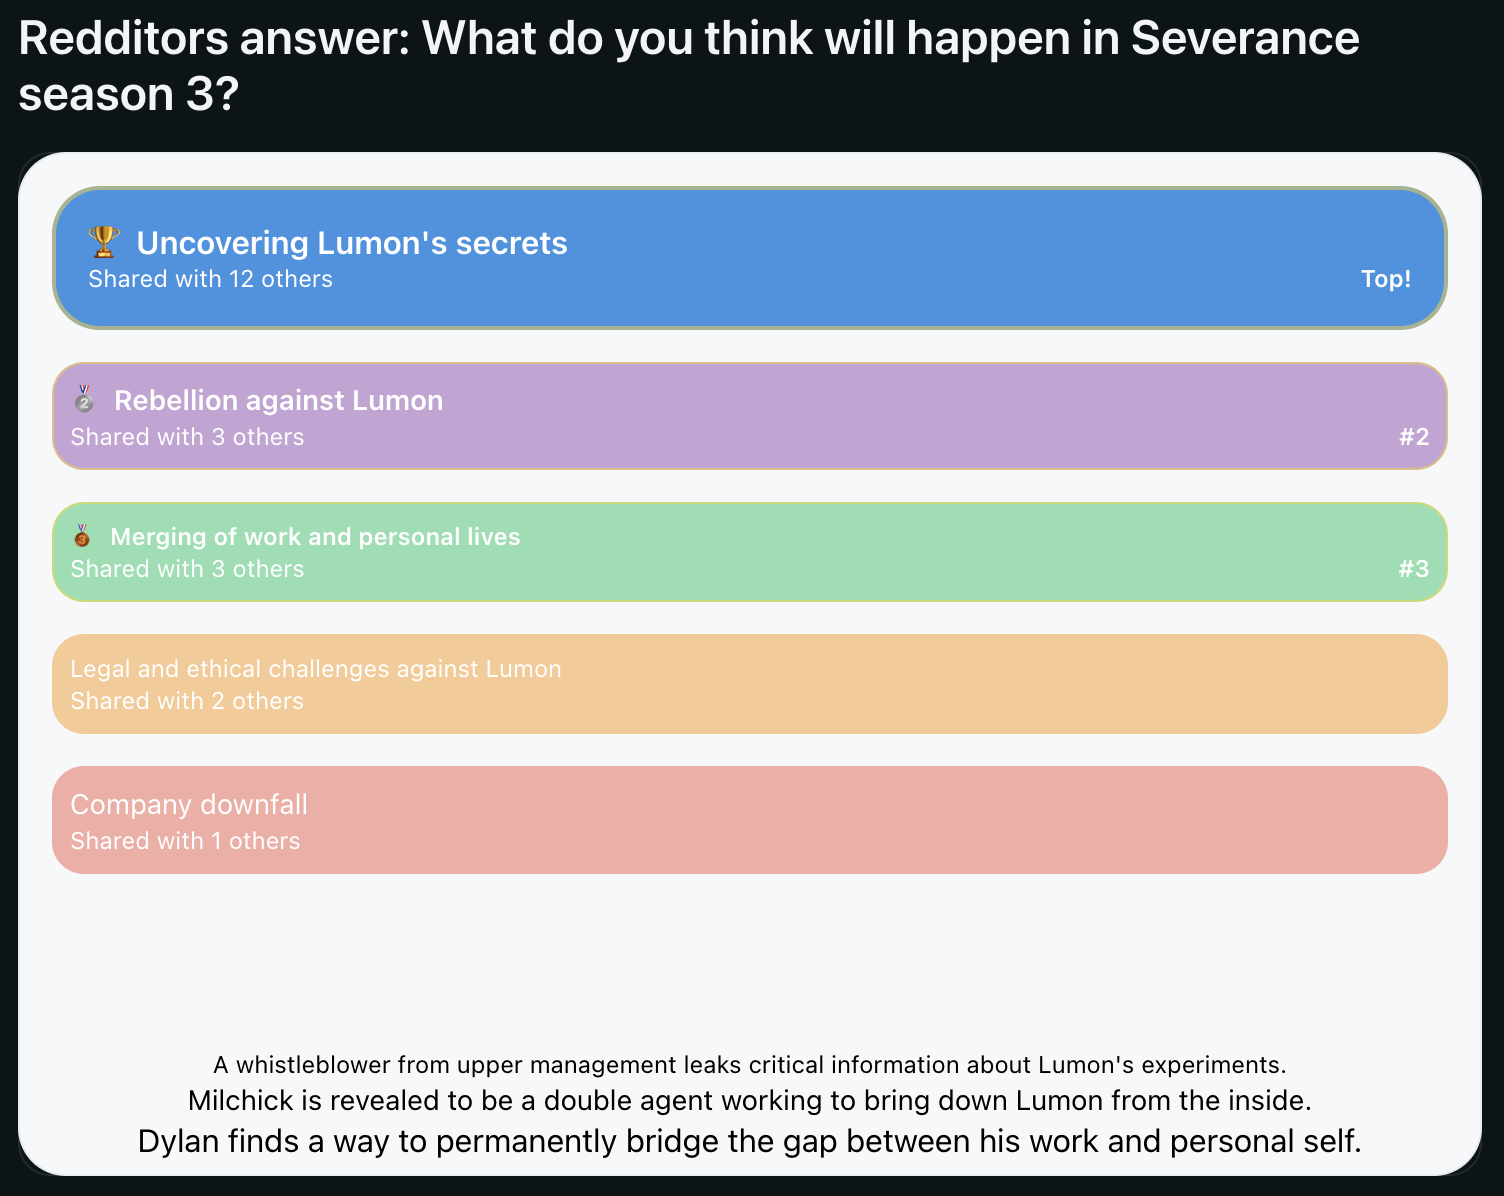 Redditors answer: What do you think will happen in Severance
season 3?
🏆 Uncovering Lumon's secrets
Shared with 12 others
Top!
🥈 Rebellion against Lumon
Shared with 3 others
#2
🥉 Merging of work and personal lives
Shared with 3 others
#3
Legal and ethical challenges against Lumon
Shared with 2 others
Company downfall
Shared with 1 others
A whistleblower from upper management leaks critical information about Lumon's experiments.
Milchick is revealed to be a double agent working to bring down Lumon from the inside.
Dylan finds a way to permanently bridge the gap between his work and personal self.